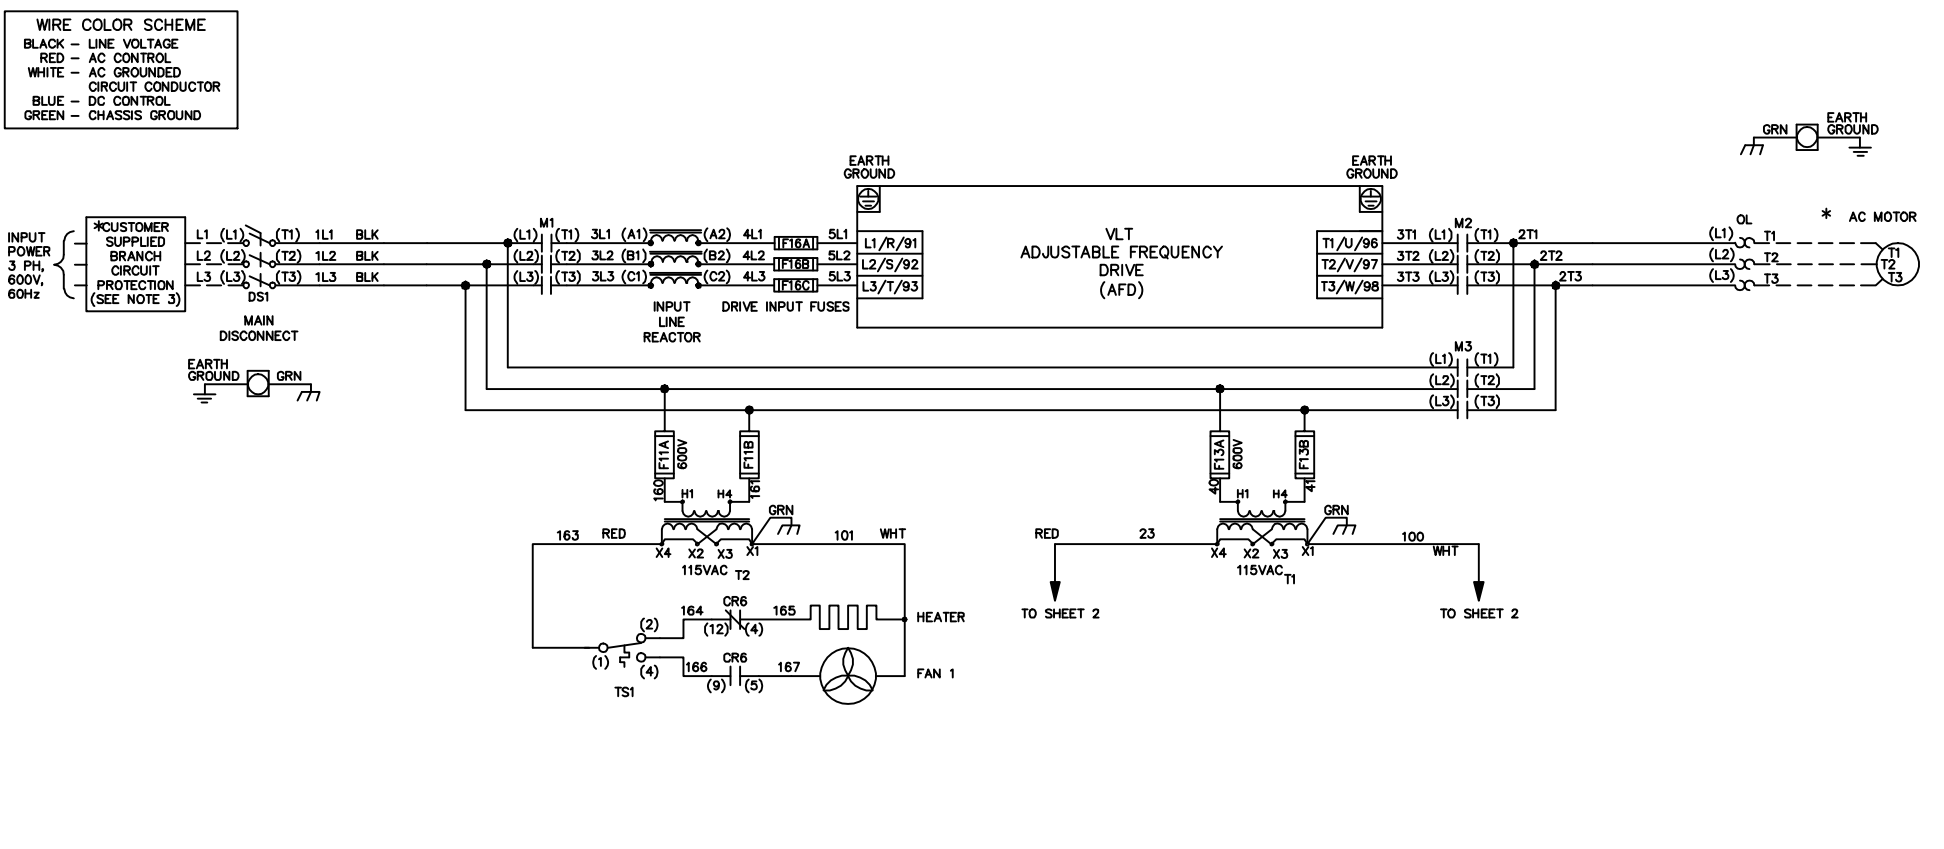 WIRE COLOR SCHEME
BLACK – LINE VOLTAGE
RED – AC CONTROL
WHITE – AC GROUNDED
CIRCUIT CONDUCTOR
BLUE – DC CONTROL
GREEN – CHASSIS GROUND
GRN
EARTH
GROUND
INPUT
POWER
3 PH,
600V,
60Hz
*CUSTOMER
SUPPLIED
BRANCH
CIRCUIT
PROTECTION
(SEE NOTE 3)
L1 (L1) (T1) 1L1 BLK
L2 (L2) (T2) 1L2 BLK
L3 (L3) (T3) 1L3 BLK
DS1
MAIN
DISCONNECT
EARTH
GROUND
GRN
M1
(L1) (T1) 3L1 (A1) (A2) 4L1 F16A 5L1
(L2) (T2) 3L2 (B1) (B2) 4L2 F16B 5L2
(L3) (T3) 3L3 (C1) (C2) 4L3 F16C 5L3
INPUT
LINE
REACTOR
DRIVE INPUT FUSES
EARTH
GROUND
L1/R/91
L2/S/92
L3/T/93
VLT
ADJUSTABLE FREQUENCY
DRIVE
(AFD)
EARTH
GROUND
T1/U/96
T2/V/97
T3/W/98
M2
3T1 (L1) (T1) 2T1
3T2 (L2) (T2) 2T2
3T3 (L3) (T3) 2T3
OL
(L1) T1
(L2) T2
(L3) T3
* AC MOTOR
T1
T2
T3
M3
(L1) (T1)
(L2) (T2)
(L3) (T3)
F11A
600V
F11B
160
161
H1 H4
GRN
163 RED
101 WHT
X4 X2 X3 X1
115VAC T2
164 CR6 165
(12) (4)
HEATER
(2)
(1)
(4)
TS1
166 CR6 167
(9) (5)
FAN 1
F13A
600V
F13B
40
41
H1 H4
GRN
RED 23
100
WHT
X4 X2 X3 X1
115VAC T1
TO SHEET 2
TO SHEET 2